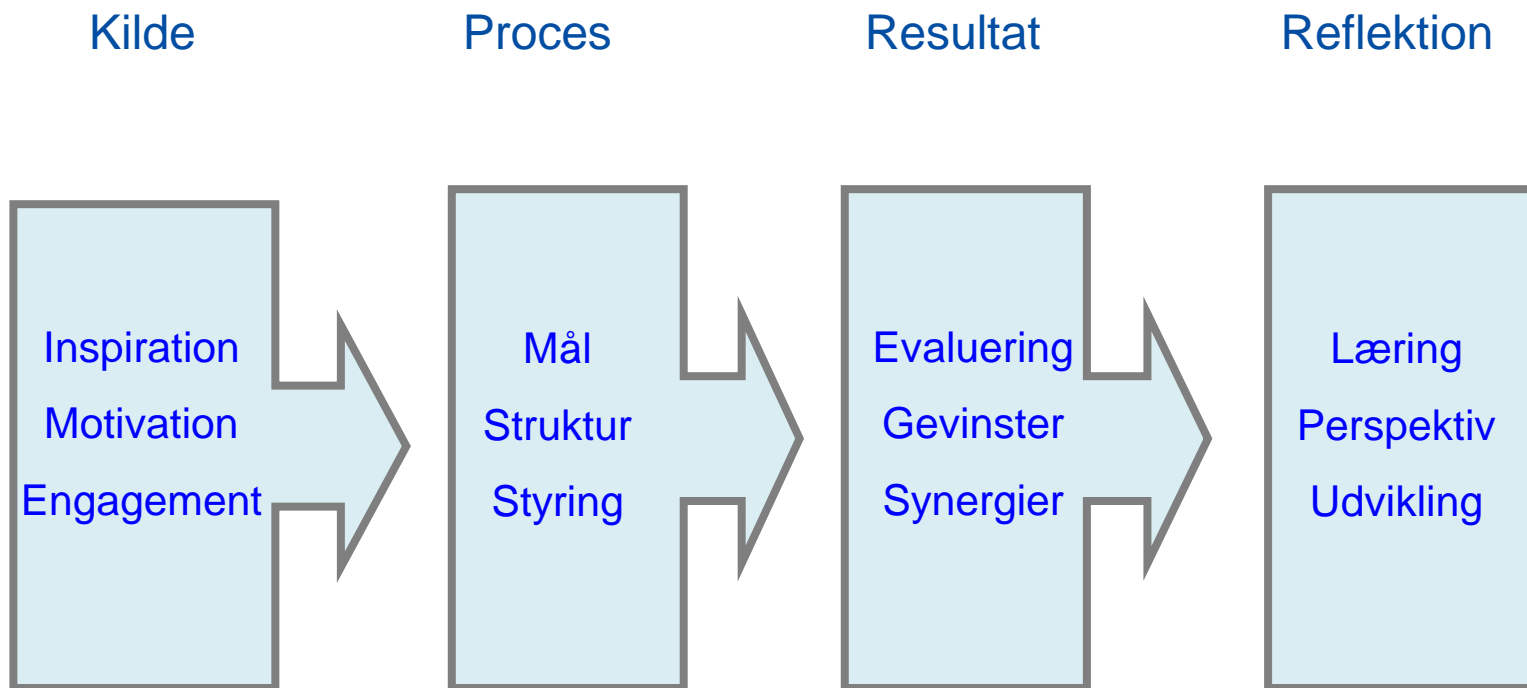 Kilde
Proces
Resultat
Reflektion
Inspiration
Motivation
Engagement
Mål
Struktur
Styring
Evaluering
Gevinster
Synergier
Læring
Perspektiv
Udvikling